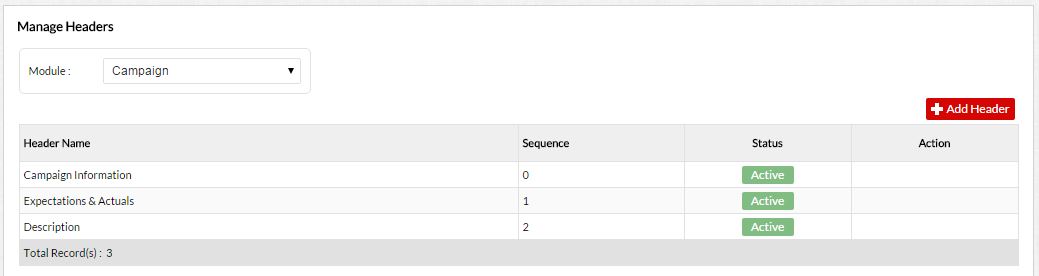 Manage Headers
Module : Campaign
Add Header
Header Name Sequence Status Action
Campaign Information 0 Active
Expectations & Actuals 1 Active
Description 2 Active
Total Record(s) : 3